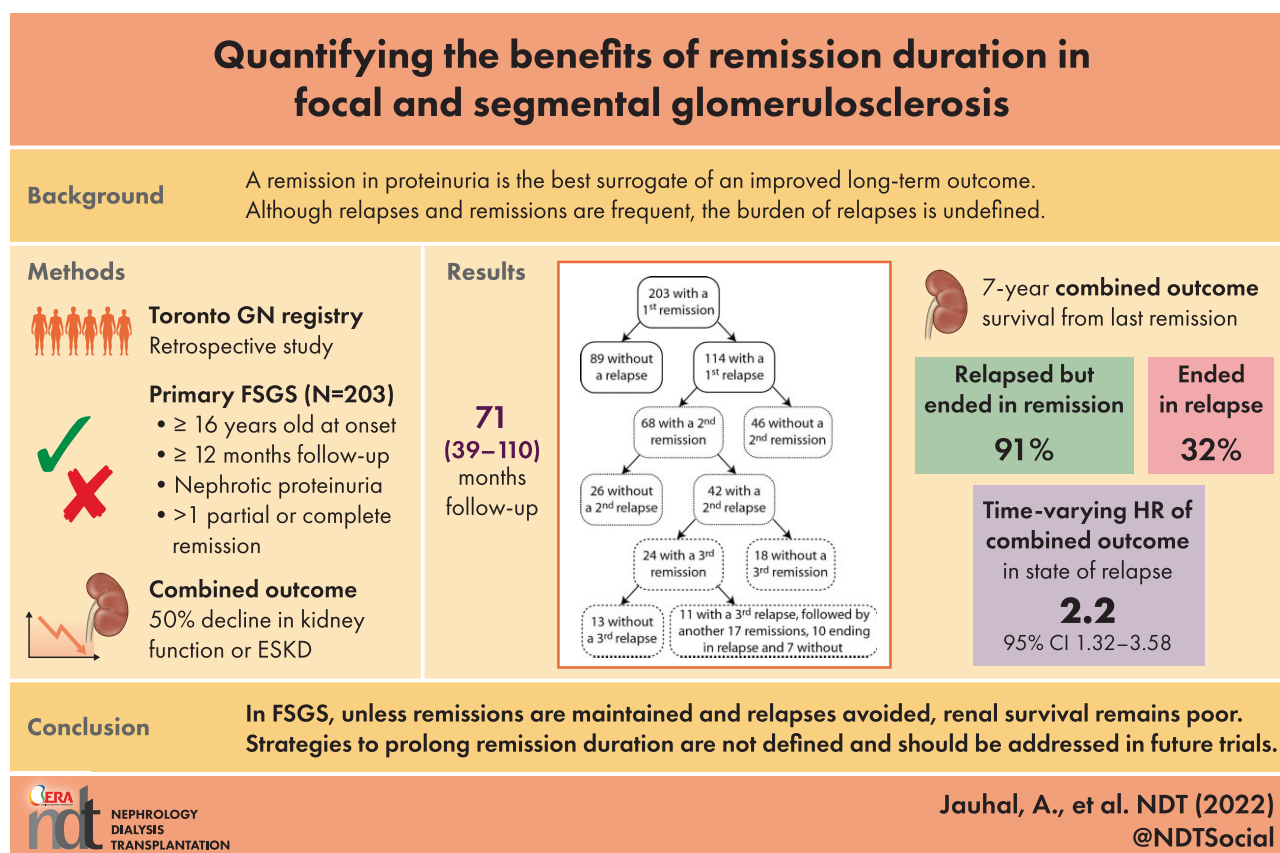 Quantifying the benefits of remission duration in
focal and segmental glomerulosclerosis
Background
A remission in proteinuria is the best surrogate of an improved long-term outcome.
Although relapses and remissions are frequent, the burden of relapses is undefined.
Methods
Toronto GN registry
Retrospective study
Primary FSGS (N=203)
• ≥ 16 years old at onset
• ≥ 12 months follow-up
• Nephrotic proteinuria
• >1 partial or complete
remission
Combined outcome
50% decline in kidney
function or ESKD
Results
71
(39–110)
months
follow-up
203 with a
1st remission
89 without
a relapse
114 with a
1st relapse
68 with a 2nd
remission
46 without a
2nd remission
26 without
a 2nd relapse
42 with a
2nd relapse
24 with a 3rd
remission
18 without a
3rd remission
13 without
a 3rd relapse
11 with a 3rd relapse, followed by
another 17 remissions, 10 ending
in relapse and 7 without
7-year combined outcome
survival from last remission
Relapsed but
ended in remission
91%
Ended
in relapse
32%
Time-varying HR of
combined outcome
in state of relapse
2.2
95% CI 1.32–3.58
Conclusion
In FSGS, unless remissions are maintained and relapses avoided, renal survival remains poor.
Strategies to prolong remission duration are not defined and should be addressed in future trials.
ERA
ndt
NEPHROLOGY
DIALYSIS
TRANSPLANTATION
Jauhal, A., et al. NDT (2022)
@NDTSocial